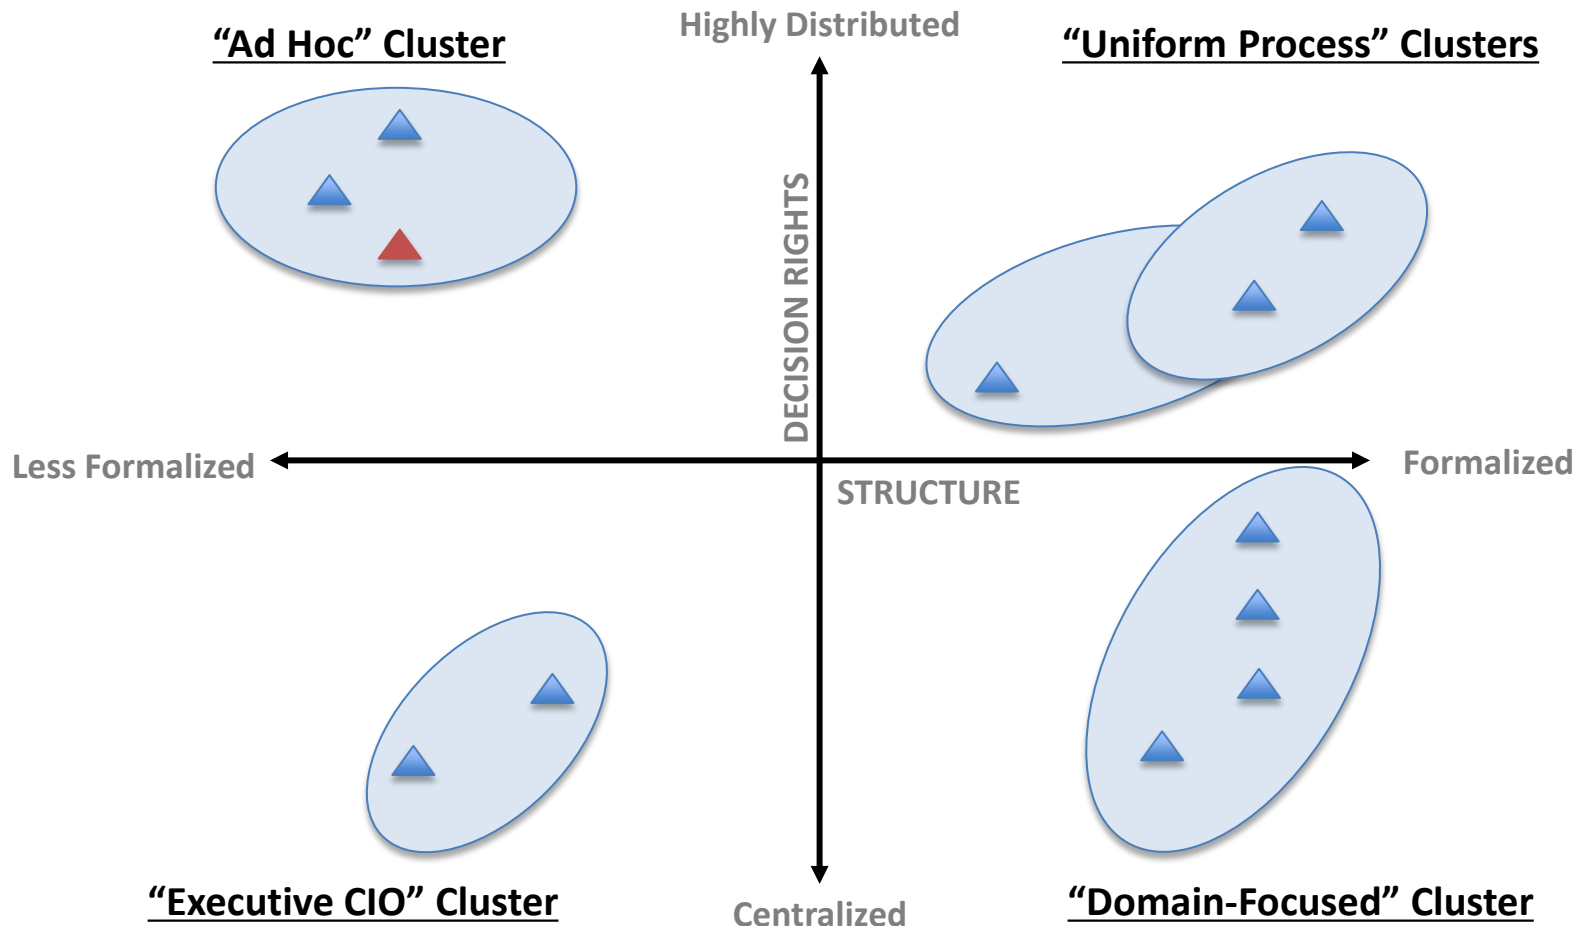 Highly Distributed
“Ad Hoc” Cluster
“Uniform Process” Clusters
DECISION RIGHTS
Less Formalized
Formalized
STRUCTURE
“Executive CIO” Cluster
“Domain-Focused” Cluster
Centralized